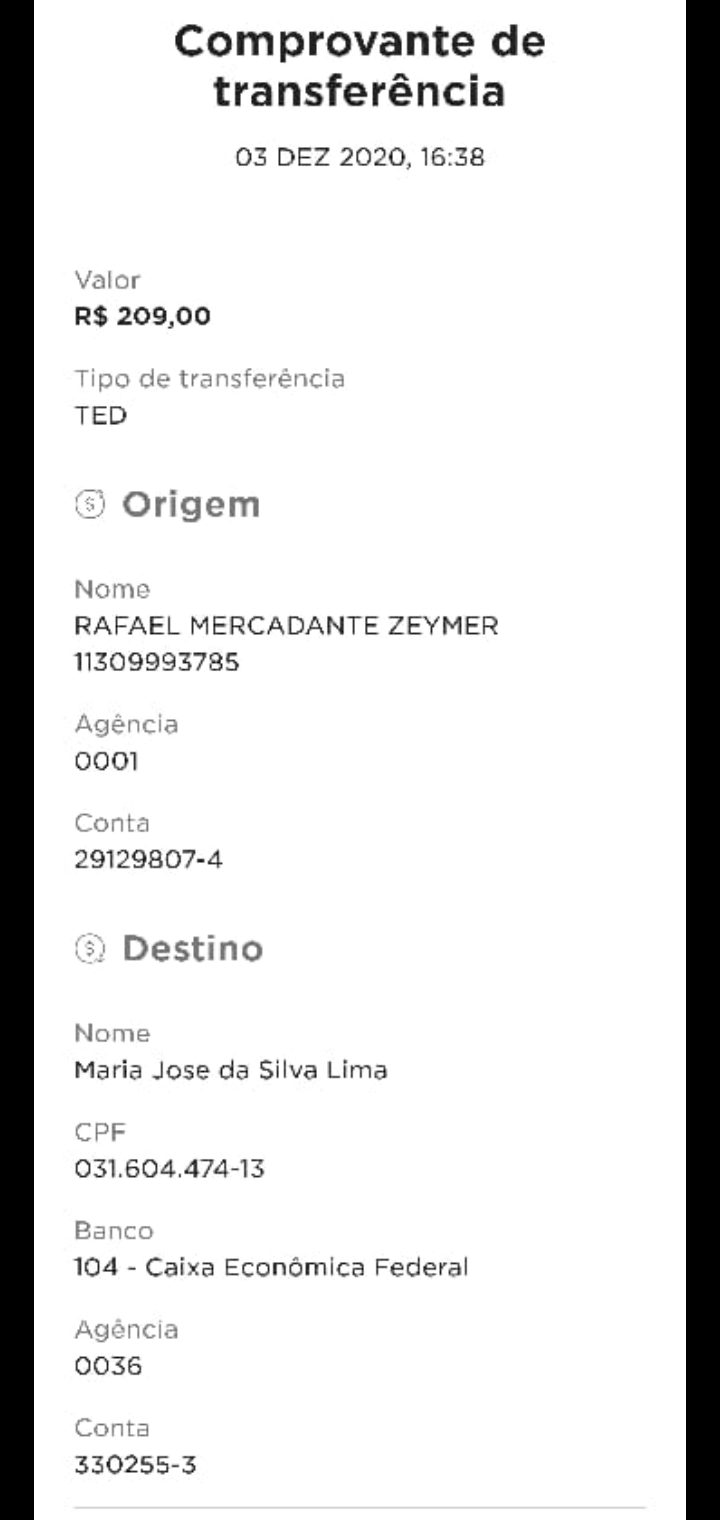 Comprovante de
transferência
03 DEZ 2020, 16:38
Valor
R$ 209,00
Tipo de transferência
TED
Origem
Nome
RAFAEL MERCADANTE ZEYMER
11309993785
Agência
0001
Conta
29129807-4
Destino
Nome
Maria Jose da Silva Lima
CPF
031.604.474-13
Banco
104 - Caixa Econômica Federal
Agência
0036
Conta
330255-3